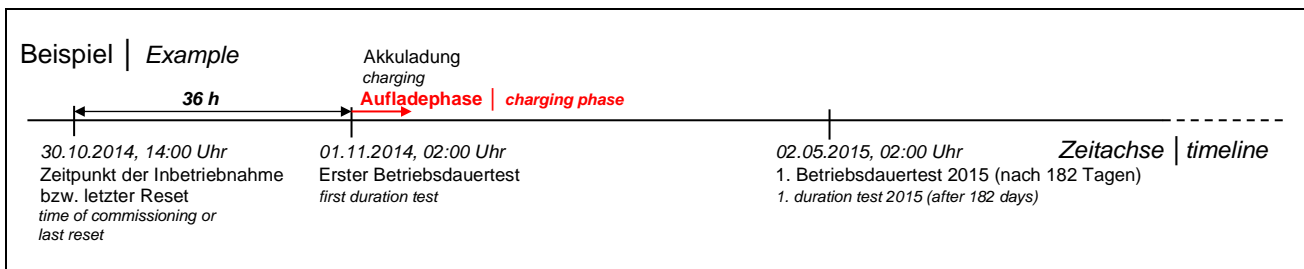 Beispiel | Example
Akkuladung
charging
36 h
Aufladephase | charging phase
30.10.2014, 14:00 Uhr
Zeitpunkt der Inbetriebnahme
bzw. letzter Reset
time of commissioning or
last reset
01.11.2014, 02:00 Uhr
Erster Betriebsdauertest
first duration test
02.05.2015, 02:00 Uhr
1. Betriebsdauertest 2015 (nach 182 Tagen)
1. duration test 2015 (after 182 days)
Zeitachse | timeline